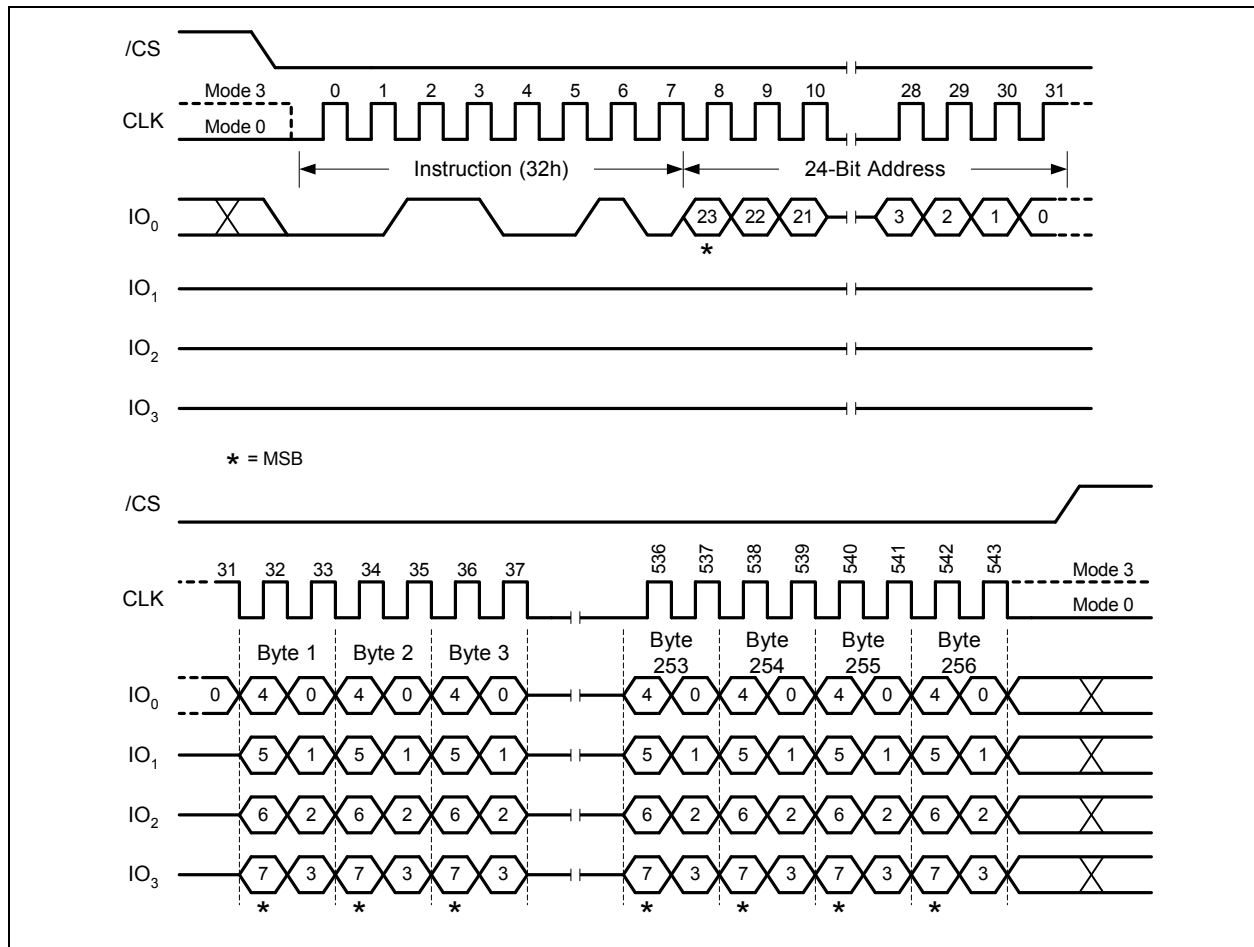 /CS
Mode 3 0 1 2 3 4 5 6 7 8 9 10 28 29 30 31
CLK
Mode 0
Instruction (32h) 24-Bit Address
IO₀ 23 22 21 3 2 1 0
*
IO₁
IO₂
IO₃
* = MSB
/CS
31 32 33 34 35 36 37 536 537 538 539 540 541 542 543 Mode 3
CLK
Mode 0
Byte 1 Byte 2 Byte 3 Byte 253 Byte 254 Byte 255 Byte 256
IO₀ 0 4 0 4 0 4 0 4 0 4 0 4 0 4 0
IO₁ 5 1 5 1 5 1 5 1 5 1 5 1 5 1
IO₂ 6 2 6 2 6 2 6 2 6 2 6 2 6 2
IO₃ 7 3 7 3 7 3 7 3 7 3 7 3 7 3
* * * * * * *